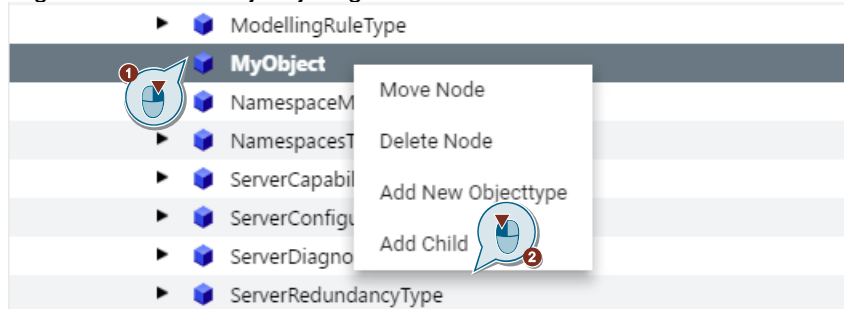 ModellingRuleType
1
MyObject
Move Node
NamespaceM
NamespacesT
Delete Node
ServerCapabil
Add New Objecttype
ServerConfigu
Add Child
2
ServerDiagno
ServerRedundancyType